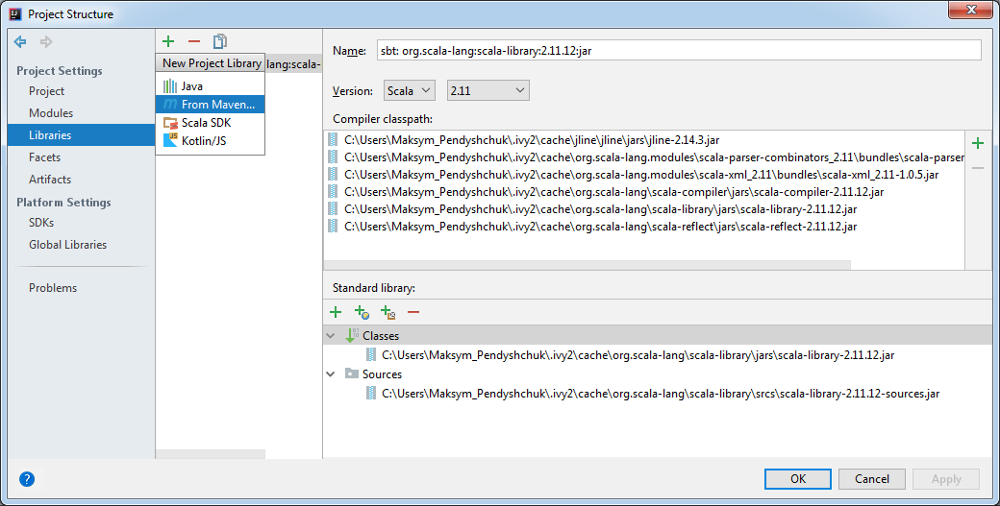 Project Structure
Project Settings
Project
Modules
Libraries
Facets
Artifacts
Platform Settings
SDKs
Global Libraries
Problems
New Project Library
lang:scala-
Java
From Maven...
Scala SDK
Kotlin/JS
Name: sbt: org.scala-lang:scala-library:2.11.12:jar
Version: Scala 2.11
Compiler classpath:
C:\Users\Maksym_Pendyshchuk\.ivy2\cache\jline\jline\jars\jline-2.14.3.jar
C:\Users\Maksym_Pendyshchuk\.ivy2\cache\org.scala-lang.modules\scala-parser-combinators_2.11\bundles\scala-parser
C:\Users\Maksym_Pendyshchuk\.ivy2\cache\org.scala-lang.modules\scala-xml_2.11\bundles\scala-xml_2.11-1.0.5.jar
C:\Users\Maksym_Pendyshchuk\.ivy2\cache\org.scala-lang\scala-compiler\jars\scala-compiler-2.11.12.jar
C:\Users\Maksym_Pendyshchuk\.ivy2\cache\org.scala-lang\scala-library\jars\scala-library-2.11.12.jar
C:\Users\Maksym_Pendyshchuk\.ivy2\cache\org.scala-lang\scala-reflect\jars\scala-reflect-2.11.12.jar
Standard library:
Classes
C:\Users\Maksym_Pendyshchuk\.ivy2\cache\org.scala-lang\scala-library\jars\scala-library-2.11.12.jar
Sources
C:\Users\Maksym_Pendyshchuk\.ivy2\cache\org.scala-lang\scala-library\srcs\scala-library-2.11.12-sources.jar
OK Cancel Apply